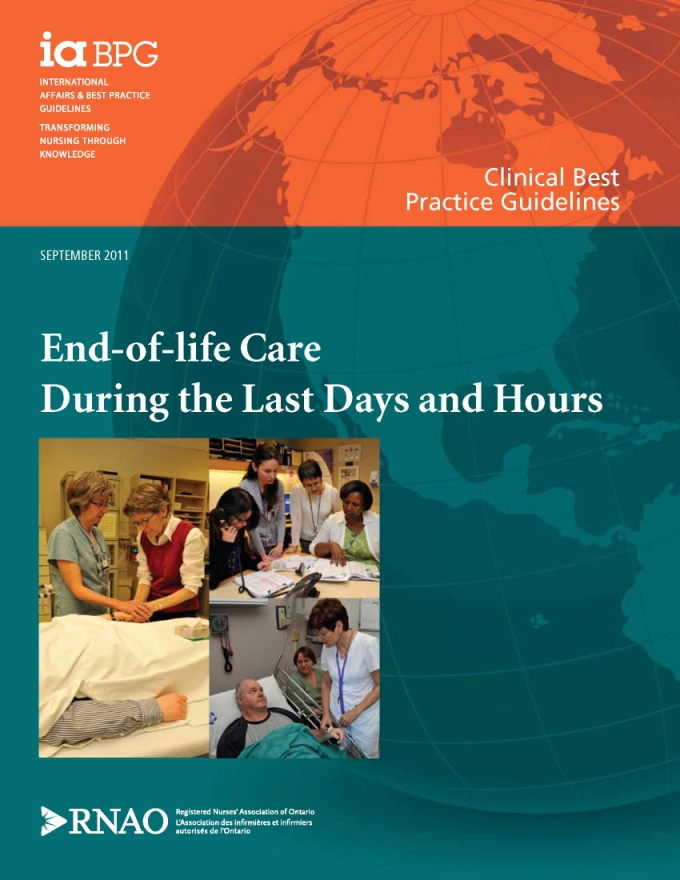 ia BPG
INTERNATIONAL
AFFAIRS & BEST PRACTICE
GUIDELINES
TRANSFORMING
NURSING THROUGH
KNOWLEDGE
Clinical Best
Practice Guidelines
SEPTEMBER 2011
End-of-life Care
During the Last Days and Hours
RNAO
Registered Nurses' Association of Ontario
L'Association des infirmières et infirmiers
autorisés de l'Ontario